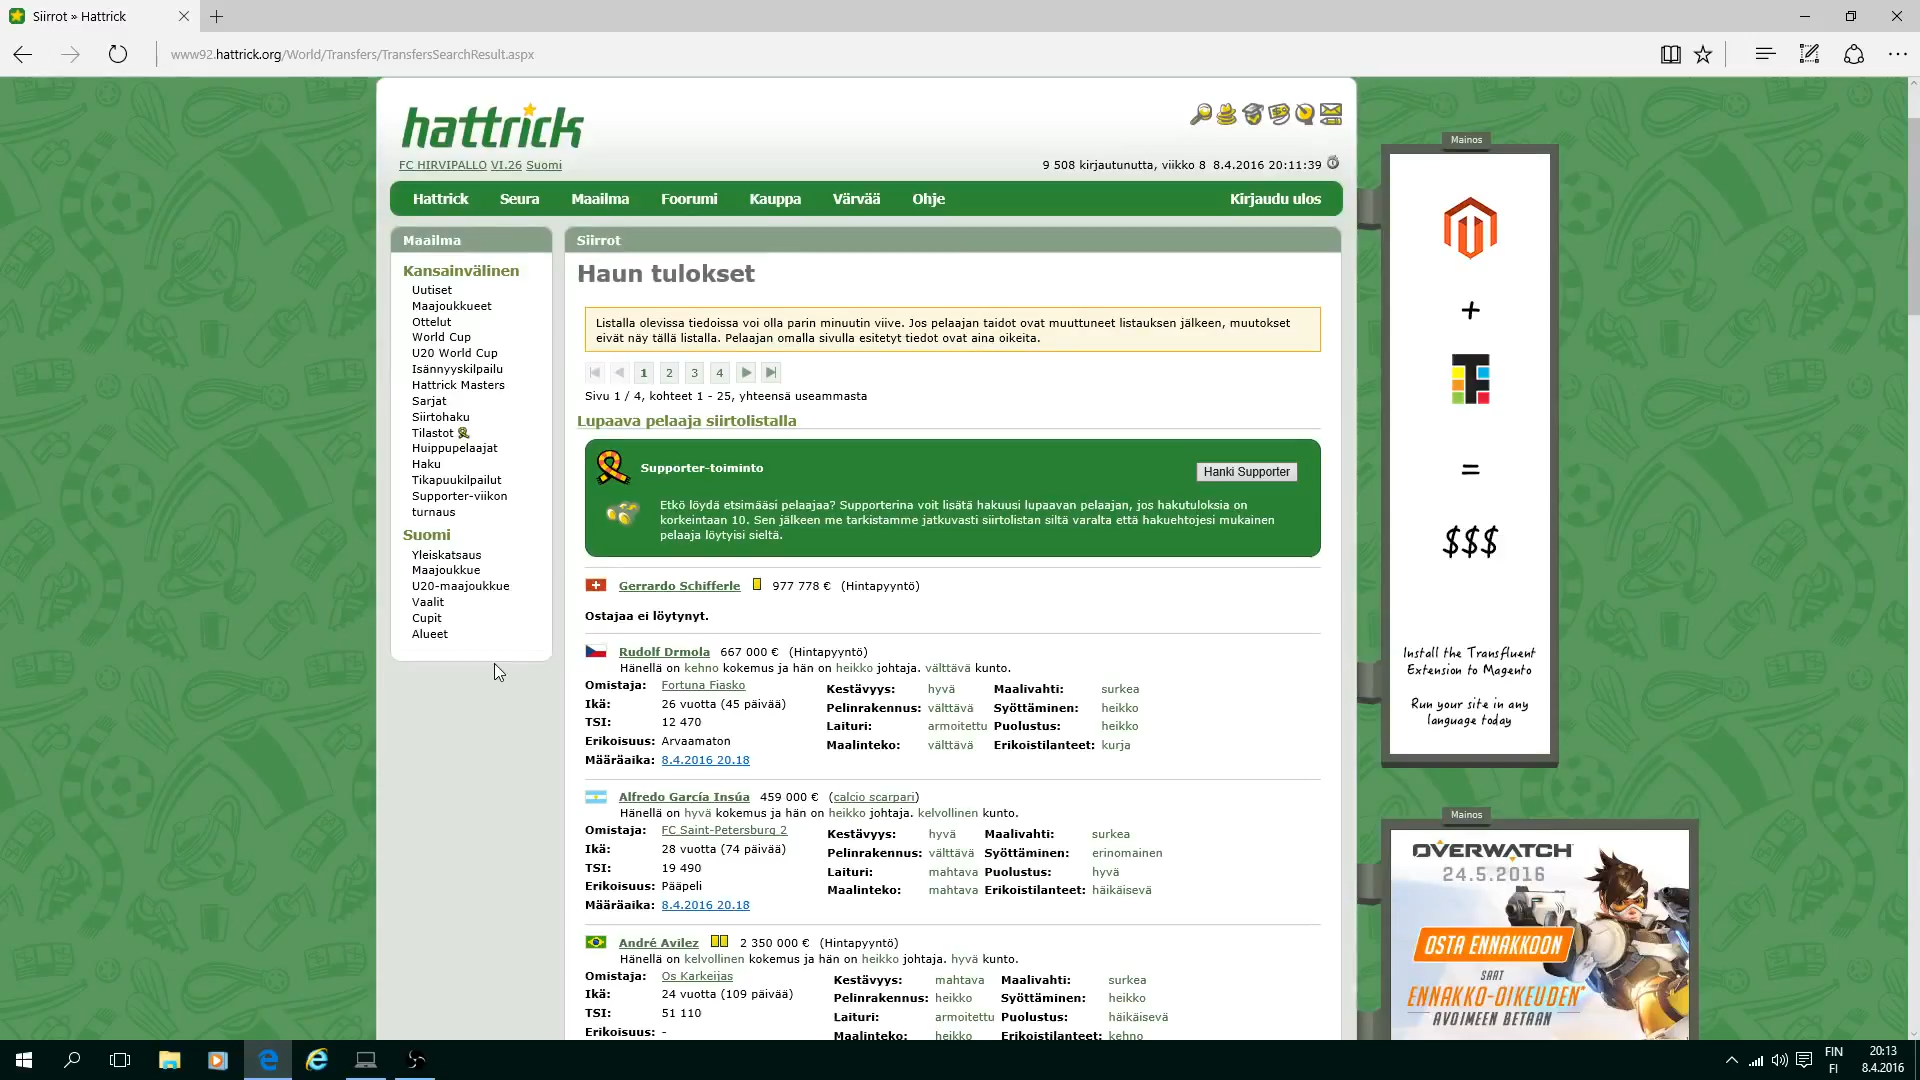 Siirrot » Hattrick
www92.hattrick.org/World/Transfers/TransfersSearchResult.aspx
hattrick
FC HIRVIPALLO VI.26 Suomi
9 508 kirjautunutta, viikko 8 8.4.2016 20:11:39
Hattrick Seura Maailma Foorumi Kauppa Värvää Ohje Kirjaudu ulos
Maailma
Kansainvälinen
Uutiset
Maajoukkueet
Ottelut
World Cup
U20 World Cup
Isännyyskilpailu
Hattrick Masters
Sarjat
Siirtohaku
Tilastot
Huippupelaajat
Haku
Tikapuukilpailut
Supporter-viikon
turnaus
Suomi
Yleiskatsaus
Maajoukkue
U20-maajoukkue
Vaalit
Cupit
Alueet
Siirrot
Haun tulokset
Listalla olevissa tiedoissa voi olla parin minuutin viive. Jos pelaajan taidot ovat muuttuneet listauksen jälkeen, muutokset
eivät näy tällä listalla. Pelaajan omalla sivulla esitetyt tiedot ovat aina oikeita.
1 2 3 4
Sivu 1 / 4, kohteet 1 - 25, yhteensä useammasta
Lupaava pelaaja siirtolistalla
Supporter-toiminto
Hanki Supporter
Etkö löydä etsimääsi pelaajaa? Supporterina voit lisätä hakuusi lupaavan pelaajan, jos hakutuloksia on
korkeintaan 10. Sen jälkeen me tarkistamme jatkuvasti siirtolistan siltä varalta että hakuehtojesi mukainen
pelaaja löytyisi sieltä.
Gerrardo Schifferle 977 778 € (Hintapyyntö)
Ostajaa ei löytynyt.
Rudolf Drmola 667 000 € (Hintapyyntö)
Hänellä on kehno kokemus ja hän on heikko johtaja. välttävä kunto.
Omistaja: Fortuna Fiasko
Ikä: 26 vuotta (45 päivää)
TSI: 12 470
Erikoisuus: Arvaamaton
Määräaika: 8.4.2016 20.18
Kestävyys: hyvä Maalivahti: surkea
Pelinrakennus: välttävä Syöttäminen: heikko
Laituri: armoitettu Puolustus: heikko
Maalinteko: välttävä Erikoistilanteet: kurja
Alfredo García Insúa 459 000 € (calcio scarpari)
Hänellä on hyvä kokemus ja hän on heikko johtaja. kelvollinen kunto.
Omistaja: FC Saint-Petersburg 2
Ikä: 28 vuotta (74 päivää)
TSI: 19 490
Erikoisuus: Pääpeli
Määräaika: 8.4.2016 20.18
Kestävyys: hyvä Maalivahti: surkea
Pelinrakennus: välttävä Syöttäminen: erinomainen
Laituri: mahtava Puolustus: hyvä
Maalinteko: mahtava Erikoistilanteet: häikäisevä
André Avilez 2 350 000 € (Hintapyyntö)
Hänellä on kelvollinen kokemus ja hän on heikko johtaja. hyvä kunto.
Omistaja: Os Karkeijas
Ikä: 24 vuotta (109 päivää)
TSI: 51 110
Erikoisuus: -
Kestävyys: mahtava Maalivahti: surkea
Pelinrakennus: heikko Syöttäminen: heikko
Laituri: armoitettu Puolustus: häikäisevä
Maalinteko: heikko Erikoistilanteet: kehno
Mainos
+
=
$$$
Install the Transfluent
Extension to Magento
Run your site in any
language today
Mainos
OVERWATCH
24.5.2016
OSTA ENNAKKOON
SAAT
ENNAKKO-OIKEUDEN*
AVOIMEEN BETAAN
FIN
FI
20:13
8.4.2016